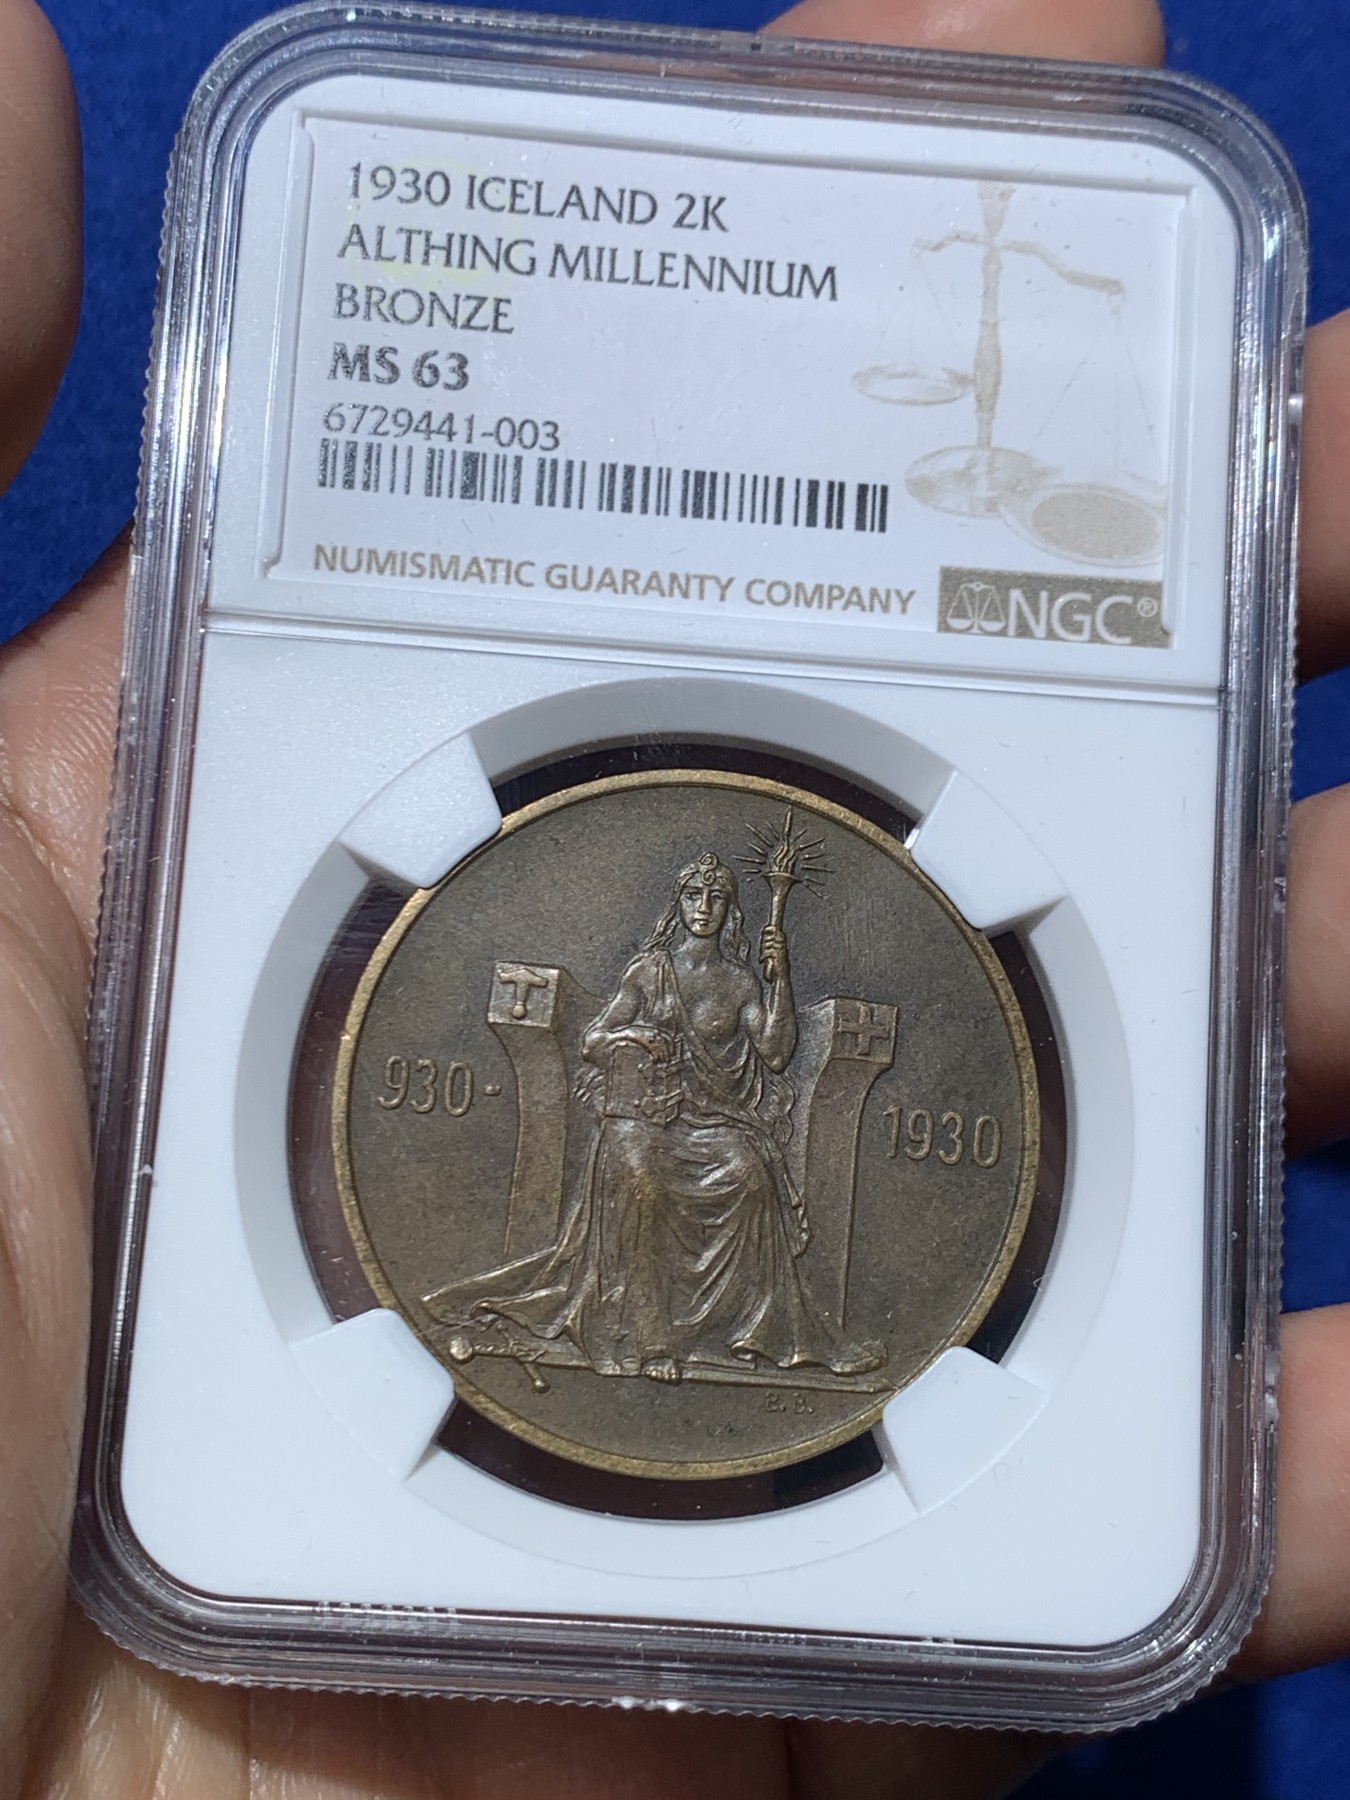 1930 ICELAND 2K
ALTHING MILLENNIUM
BRONZE
MS 63
6729441-003
NUMISMATIC GUARANTY COMPANY
NGC®
930-
1930
B.B.